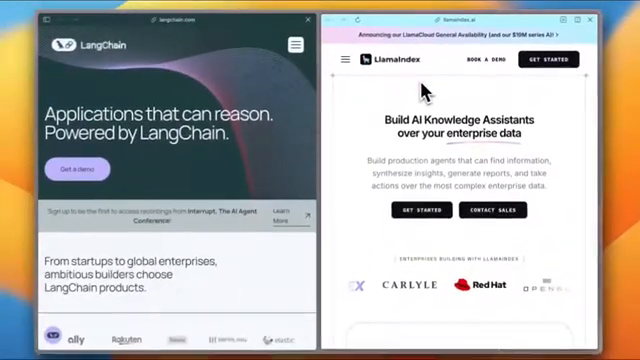 langchain.com
LangChain
Applications that can reason.
Powered by LangChain.
Get a demo
Sign up to be the first to access recordings from Interrupt, The AI Agent
Conference!
Learn
More
From startups to global enterprises,
ambitious builders choose
LangChain products.
ally
Rakuten
elastic
llamaindex.ai
Announcing our LlamaCloud General Availability (and our $19M series A)! >
LlamaIndex
BOOK A DEMO
GET STARTED
Build AI Knowledge Assistants
over your enterprise data
Build production agents that can find information,
synthesize insights, generate reports, and take
actions over the most complex enterprise data.
GET STARTED
CONTACT SALES
[ ENTERPRISES BUILDING WITH LLAMAINDEX ]
EX
CARLYLE
Red Hat